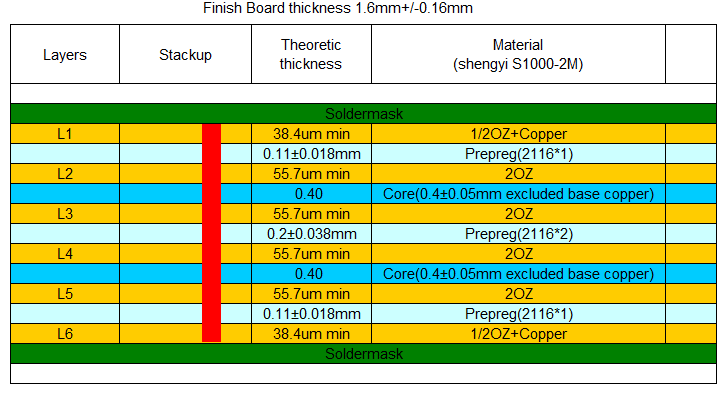 Finish Board thickness 1.6mm+/-0.16mm
Layers Stackup Theoretic thickness Material (shengyi S1000-2M)
Soldermask
L1 38.4um min 1/2OZ+Copper
0.11±0.018mm Prepreg(2116*1)
L2 55.7um min 2OZ
0.40 Core(0.4±0.05mm excluded base copper)
L3 55.7um min 2OZ
0.2±0.038mm Prepreg(2116*2)
L4 55.7um min 2OZ
0.40 Core(0.4±0.05mm excluded base copper)
L5 55.7um min 2OZ
0.11±0.018mm Prepreg(2116*1)
L6 38.4um min 1/2OZ+Copper
Soldermask